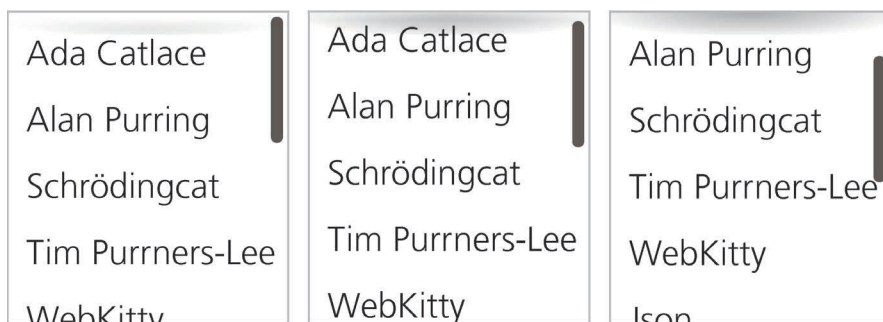 Ada Catlace
Alan Purring
Schrödingcat
Tim Purrners-Lee
WebKitty
Ada Catlace
Alan Purring
Schrödingcat
Tim Purrners-Lee
WebKitty
Alan Purring
Schrödingcat
Tim Purrners-Lee
WebKitty
Json